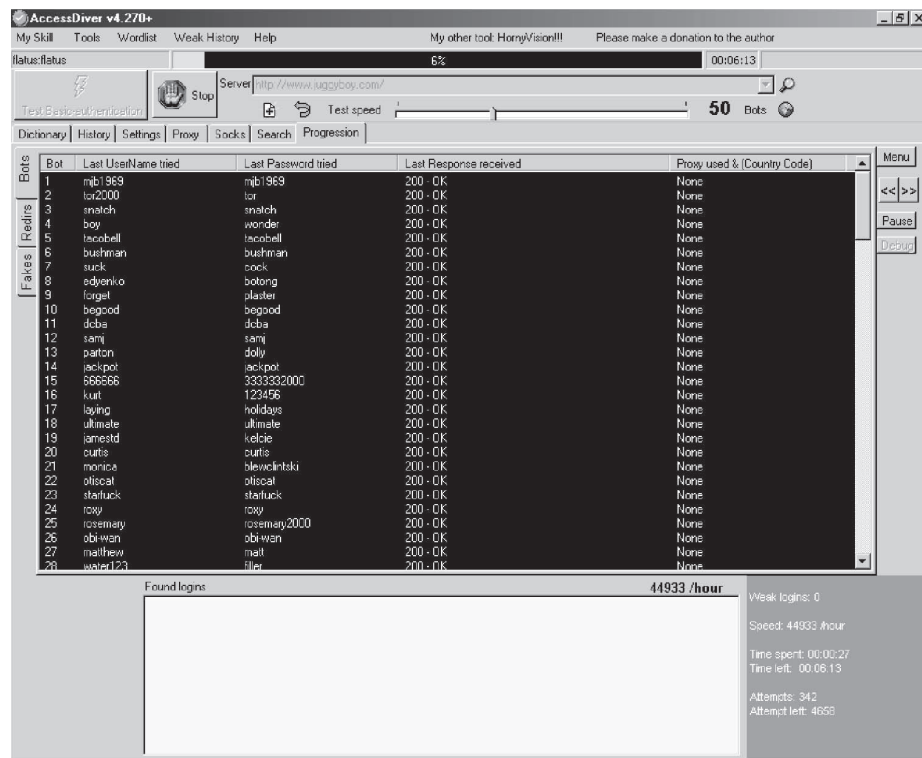 AccessDiver v4.270+
My Skill Tools Wordlist Weak History Help My other tool: HornyVision!!! Please make a donation to the author
flatus:flatus 6% 00:06:13
Test Basic-authentication Stop Server http://www.juggyboy.com/
Test speed 50 Bots
Dictionary History Settings Proxy Socks Search Progression
Bots
Redirs
Fakes
Bot Last UserName tried Last Password tried Last Response received Proxy used & (Country Code)
1 mjb1969 mjb1969 200 - OK None
2 tor2000 tor 200 - OK None
3 snatch snatch 200 - OK None
4 boy wonder 200 - OK None
5 tacobell tacobell 200 - OK None
6 bushman bushman 200 - OK None
7 suck cock 200 - OK None
8 edyenko botong 200 - OK None
9 forget plaster 200 - OK None
10 begood begood 200 - OK None
11 dcba dcba 200 - OK None
12 samj samj 200 - OK None
13 parton dolly 200 - OK None
14 jackpot jackpot 200 - OK None
15 666666 3333332000 200 - OK None
16 kurt 123456 200 - OK None
17 laying holidays 200 - OK None
18 ultimate ultimate 200 - OK None
19 jamestd kelcie 200 - OK None
20 curtis curtis 200 - OK None
21 monica blewclintski 200 - OK None
22 otiscat otiscat 200 - OK None
23 starfuck starfuck 200 - OK None
24 roxy roxy 200 - OK None
25 rosemary rosemary2000 200 - OK None
26 obi-wan obi-wan 200 - OK None
27 matthew matt 200 - OK None
28 water123 filler 200 - OK None
Menu
<< >>
Pause
Debug
Found logins 44933 /hour
Weak logins: 0
Speed: 44933 /hour
Time spent: 00:00:27
Time left: 00:06:13
Attempts: 342
Attempt left: 4658